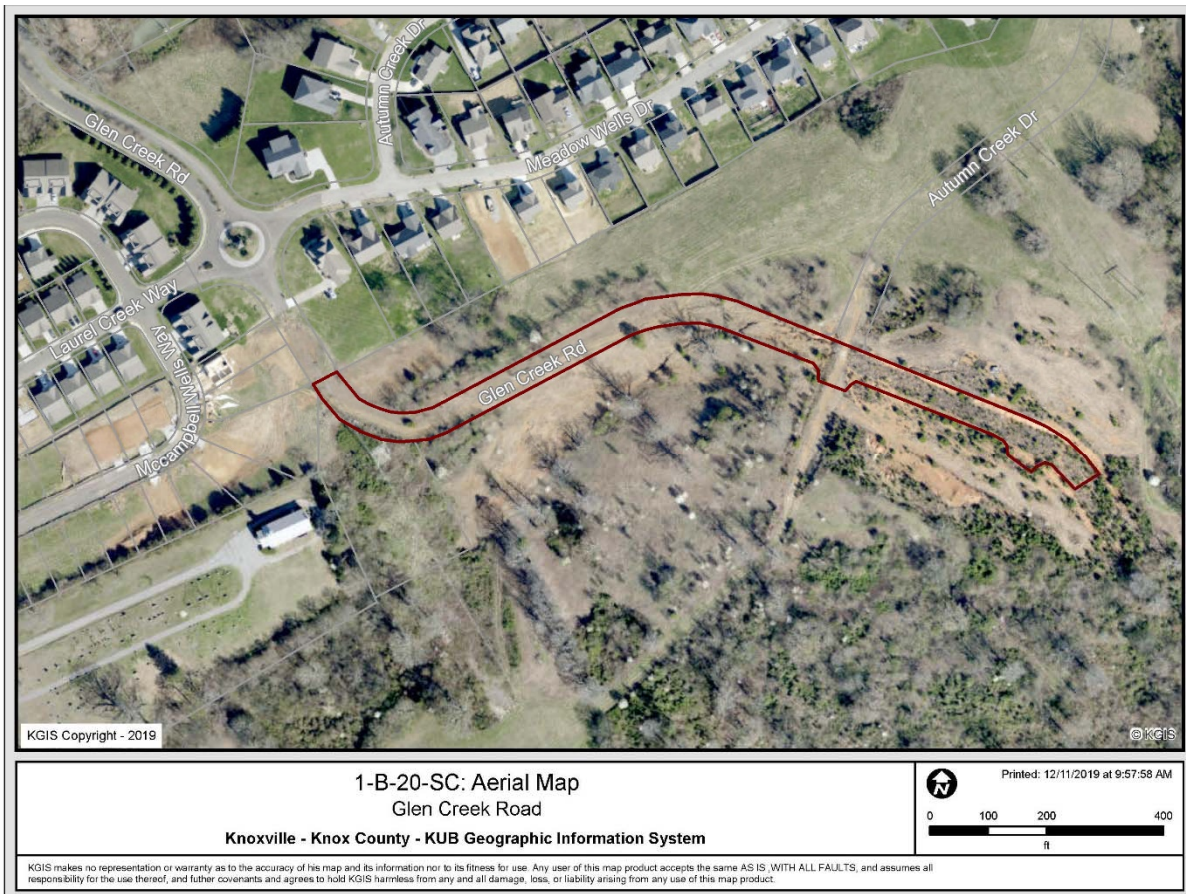 Glen Creek Rd
Autumn Creek Dr
Meadow Wells Dr
Autumn Creek Dr
Laurel Creek Way
Mccampbell Wells Way
Glen Creek Rd
KGIS Copyright - 2019
© KGIS
1-B-20-SC: Aerial Map
Glen Creek Road
Knoxville - Knox County - KUB Geographic Information System
N
Printed: 12/11/2019 at 9:57:58 AM
0 100 200 400
ft
KGIS makes no representation or warranty as to the accuracy of his map and its information nor to its fitness for use. Any user of this map product accepts the same AS IS ,WITH ALL FAULTS, and assumes all
responsibility for the use thereof, and futher covenants and agrees to hold KGIS harmless from any and all damage, loss, or liability arising from any use of this map product.